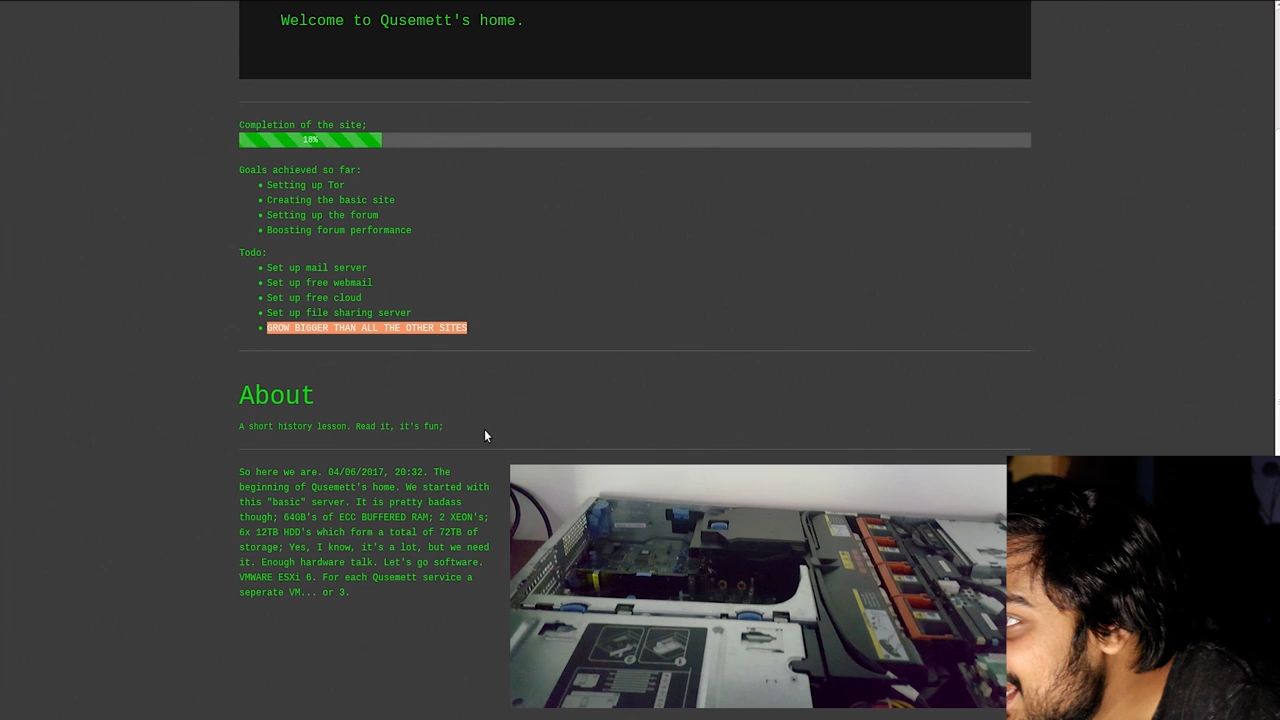 Welcome to Qusemett's home.
Completion of the site;
18%
Goals achieved so far:
• Setting up Tor
• Creating the basic site
• Setting up the forum
• Boosting forum performance
Todo:
• Set up mail server
• Set up free webmail
• Set up free cloud
• Set up file sharing server
• GROW BIGGER THAN ALL THE OTHER SITES
About
A short history lesson. Read it, it's fun;
So here we are. 04/06/2017, 20:32. The
beginning of Qusemett's home. We started with
this "basic" server. It is pretty badass
though; 64GB's of ECC BUFFERED RAM; 2 XEON's;
6x 12TB HDD's which form a total of 72TB of
storage; Yes, I know, it's a lot, but we need
it. Enough hardware talk. Let's go software.
VMWARE ESXi 6. For each Qusemett service a
seperate VM... or 3.